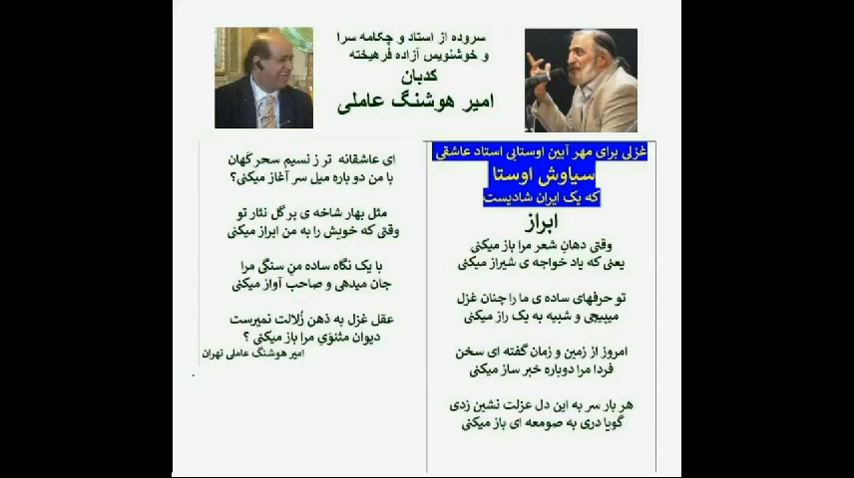 سروده از استاد و چکامه سرا
و خوشنویس آزاده فرهیخته
کدبان
امیر هوشنگ عاملی
غزلی برای مهر آیین اوستایی استاد عاشقی
سیاوش اوستا
که یک ایران شادیست
ابراز
وقتی دهانِ شعر مرا باز میکنی
یعنی که یاد خواجه ی شیراز میکنی
تو حرفهای ساده ی ما را چنان غزل
میپیچی و شبیه به یک راز میکنی
امروز از زمین و زمان گفته ای سخن
فردا مرا دوباره خبر ساز میکنی
هر بار سر به این دل عزلت نشین زدی
گویا دری به صومعه ای باز میکنی
ای عاشقانه تر ز نسیم سحر گهان
با من دوباره میل سر آغاز میکنی؟
مثل بهار شاخه ی پر گل نثار تو
وقتی که خویش را به من ابراز میکنی
با یک نگاه ساده منِ سنگی مرا
جان میدهی و صاحب آواز میکنی
عقل غزل به ذهن زُلالت نمیرست
دیوان مثنوَیِ مرا باز میکنی ؟
امیر هوشنگ عاملی تهران